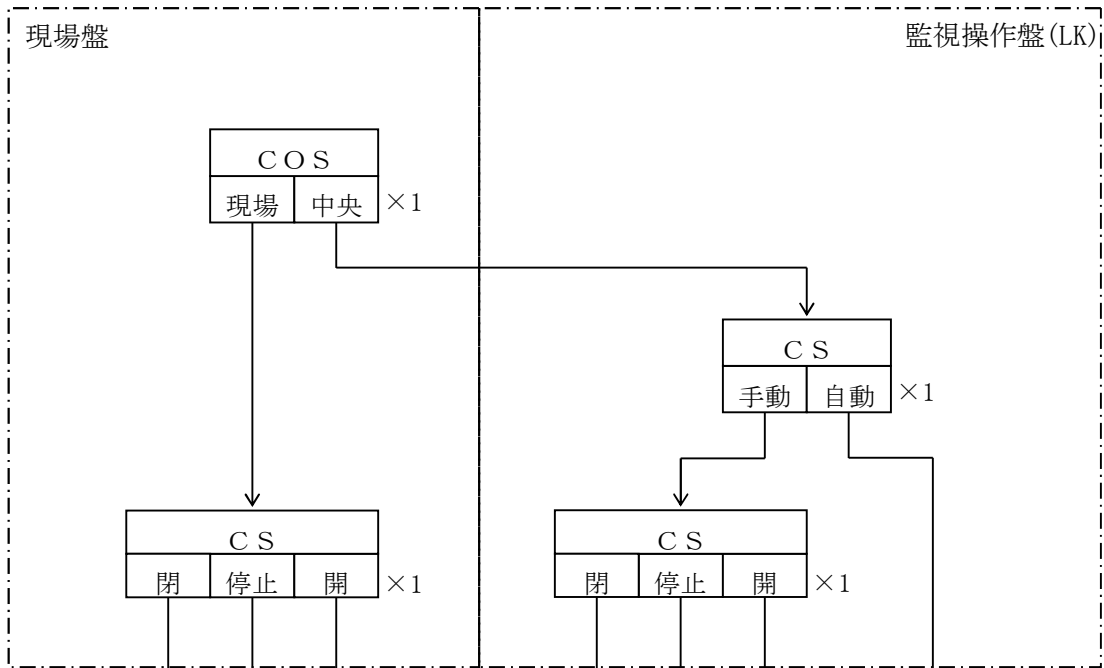 現場盤
監視操作盤(LK)
ＣＯＳ
現場 中央 ×1
ＣＳ
手動 自動 ×1
ＣＳ
閉 停止 開 ×1
ＣＳ
閉 停止 開 ×1